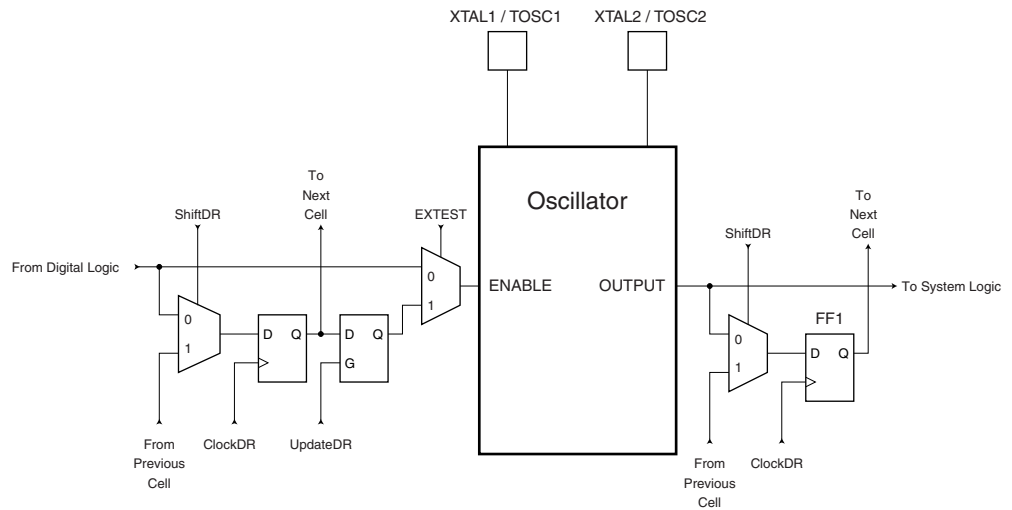 XTAL1 / TOSC1
XTAL2 / TOSC2
To
Next
Cell
ShiftDR
EXTEST
From Digital Logic
0
1
D Q
D Q
G
0
1
From
Previous
Cell
ClockDR
UpdateDR
Oscillator
ENABLE
OUTPUT
To
Next
Cell
ShiftDR
To System Logic
FF1
0
1
D Q
From
Previous
Cell
ClockDR